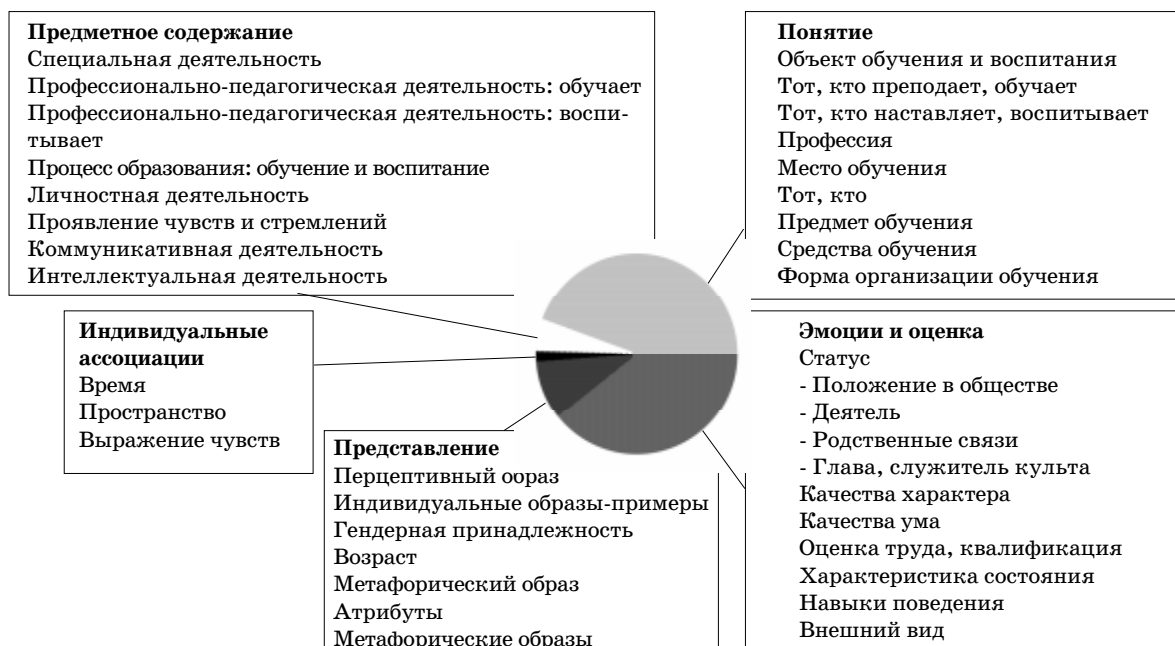 Предметное содержание
Специальная деятельность
Профессионально-педагогическая деятельность: обучает
Профессионально-педагогическая деятельность: воспи-
тывает
Процесс образования: обучение и воспитание
Личностная деятельность
Проявление чувств и стремлений
Коммуникативная деятельность
Интеллектуальная деятельность
Понятие
Объект обучения и воспитания
Тот, кто преподает, обучает
Тот, кто наставляет, воспитывает
Профессия
Место обучения
Тот, кто
Предмет обучения
Средства обучения
Форма организации обучения
Индивидуальные
ассоциации
Время
Пространство
Выражение чувств
Представление
Перцептивный образ
Индивидуальные образы-примеры
Гендерная принадлежность
Возраст
Метафорический образ
Атрибуты
Метафорические образы
Эмоции и оценка
Статус
- Положение в обществе
- Деятель
- Родственные связи
- Глава, служитель культа
Качества характера
Качества ума
Оценка труда, квалификация
Характеристика состояния
Навыки поведения
Внешний вид